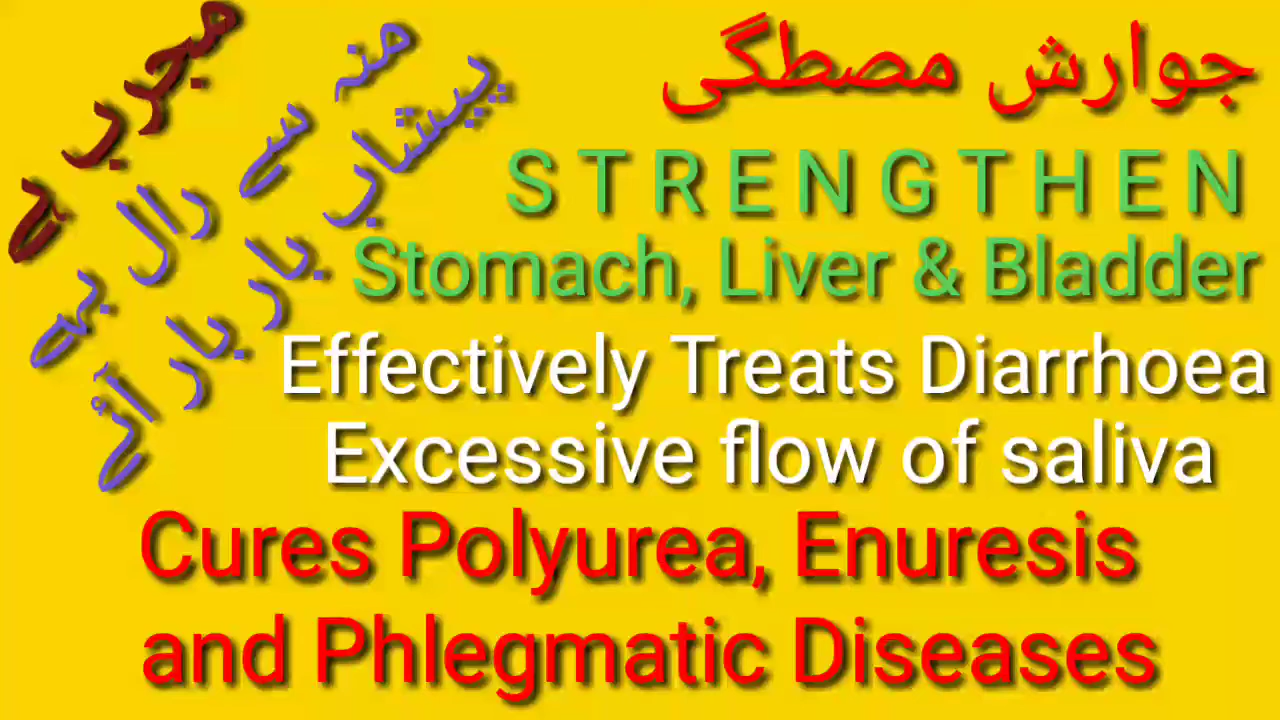 جوارش مصطگی
مجرب ہے
منہ سے رال بہے
پیشاب بار بار آئے
S T R E N G T H E N
Stomach, Liver & Bladder
Effectively Treats Diarrhoea
Excessive flow of saliva
Cures Polyurea, Enuresis
and Phlegmatic Diseases